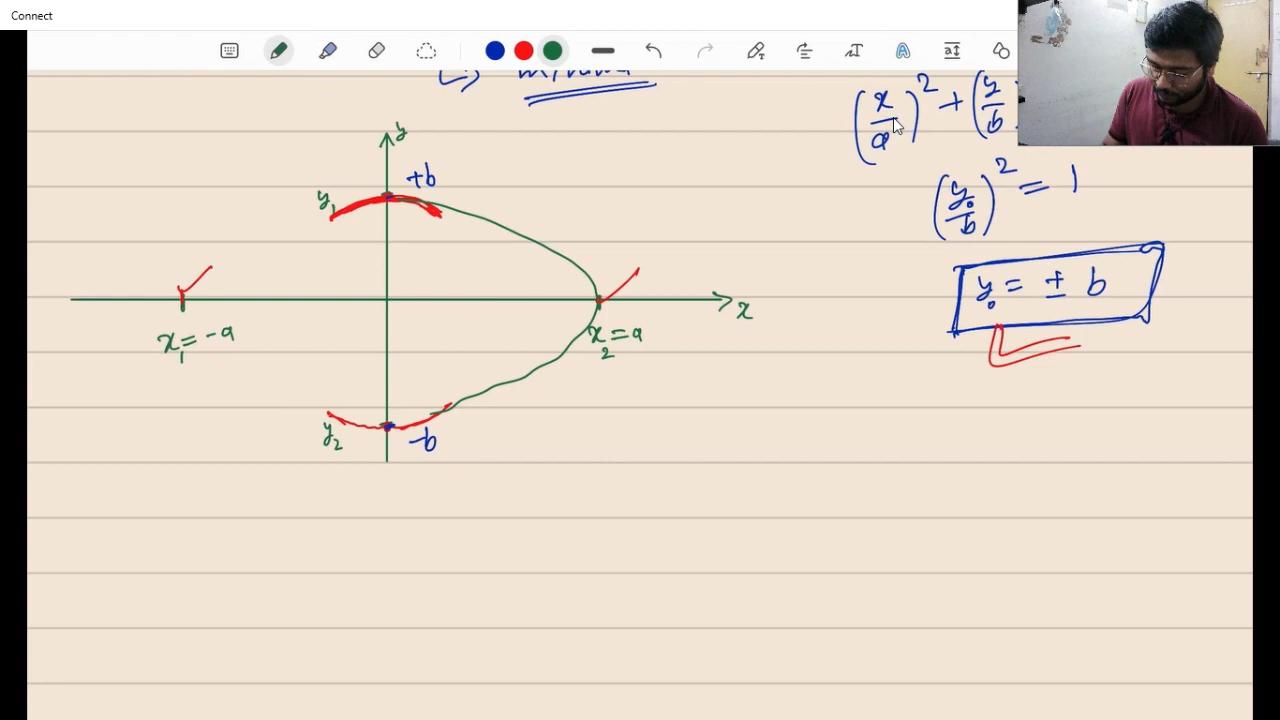 Connect
(x/a)² + (y/b
y
+b
y₁
(y₀/b)² = 1
y₀ = ± b
x
x₁ = -a
x₂ = a
y₂
-b